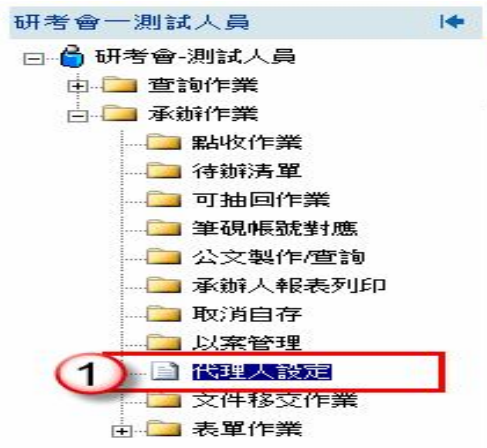 研考會一測試人員
研考會-測試人員
查詢作業
承辦作業
點收作業
待辦清單
可抽回作業
筆硯帳號對應
公文製作/查詢
承辦人報表列印
取消自存
以案管理
1 代理人設定
文件移交作業
表單作業